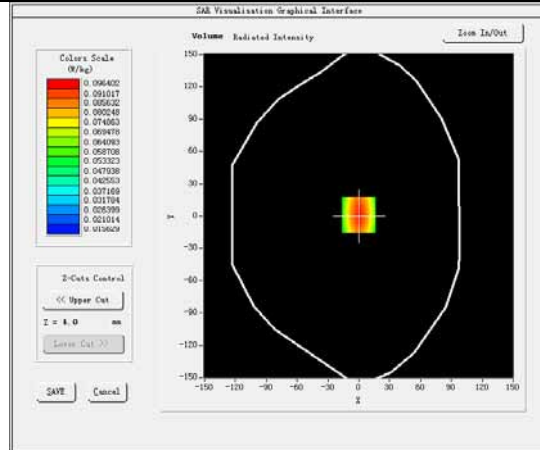 SAR Visualisation Graphical Interface
Volume Radiated Intensity
Zoom In/Out
Colors Scale
(W/kg)
0.096402
0.091017
0.085632
0.080248
0.074863
0.069478
0.064093
0.058708
0.053323
0.047938
0.042553
0.037169
0.031784
0.026399
0.021014
0.015629
150
120
90
60
30
0
-30
-60
-90
-120
-150
Y
-150 -120 -90 -60 -30 0 30 60 90 120 150
X
Z-Cuts Control
<< Upper Cut
Z = 4.0 mm
Lower Cut >>
SAVE Cancel